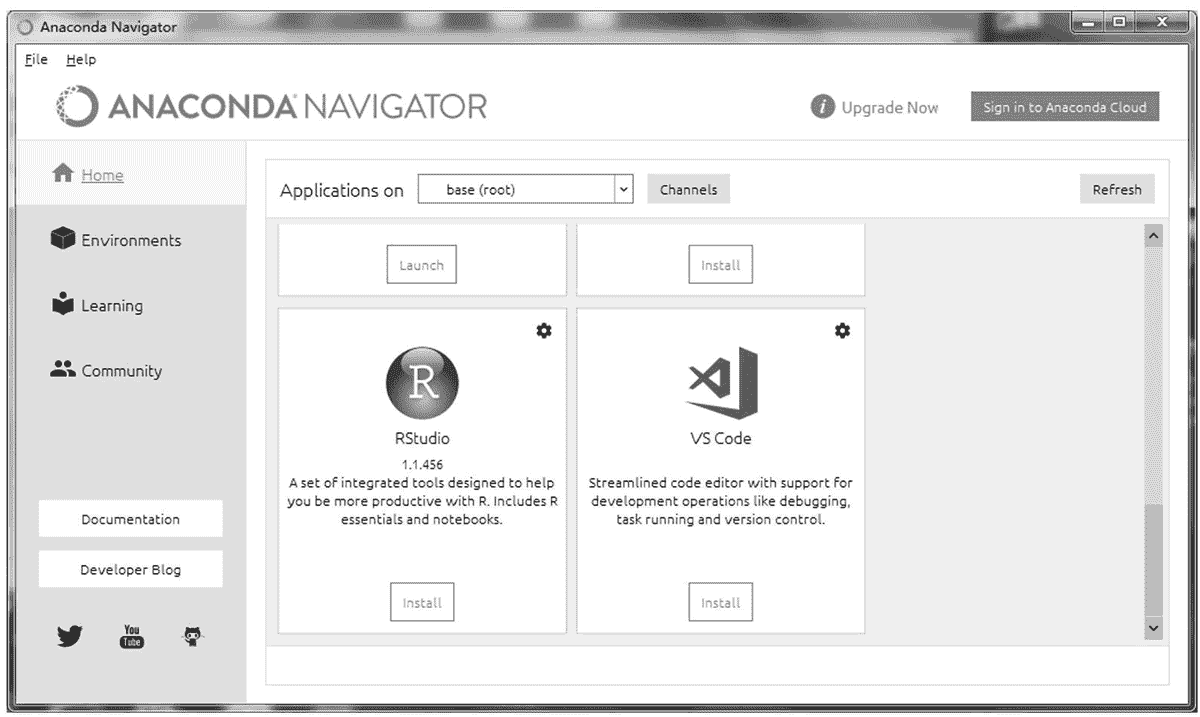 Anaconda Navigator
File Help
ANACONDA NAVIGATOR
i Upgrade Now
Sign in to Anaconda Cloud
Home
Environments
Learning
Community
Documentation
Developer Blog
You
Tube
Applications on base (root) Channels Refresh
Launch
Install
R
RStudio
1.1.456
A set of integrated tools designed to help
you be more productive with R. Includes R
essentials and notebooks.
Install
VS Code
Streamlined code editor with support for
development operations like debugging,
task running and version control.
Install